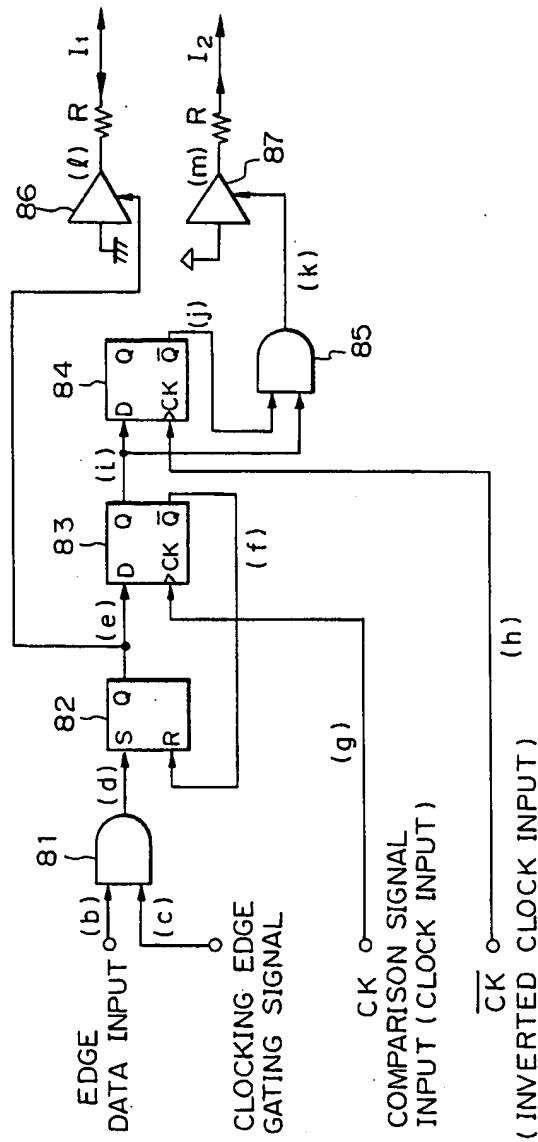 EDGE
DATA INPUT
(b)
(c)
CLOCKING EDGE
GATING SIGNAL
81
(d)
82
S
Q
R
(e)
83
D
Q
CK
Q̅
(f)
(i)
84
D
Q
CK
Q̅
(j)
85
(k)
86
(ℓ)
R
I₁
87
(m)
R
I₂
CK
COMPARISON SIGNAL
INPUT (CLOCK INPUT)
(g)
C̅K̅
(INVERTED CLOCK INPUT)
(h)